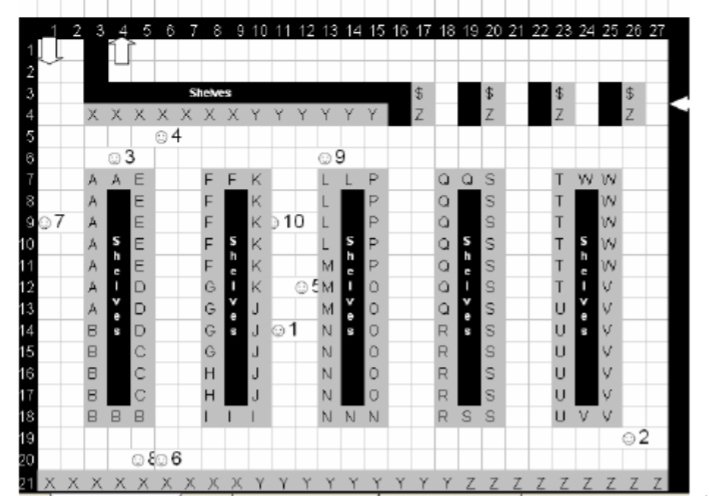 1 2 3 4 5 6 7 8 9 10 11 12 13 14 15 16 17 18 19 20 21 22 23 24 25 26 27
1
2
3 Shelves $ $ $ $
4 X X X X X X X Y Y Y Y Y Y Z Z Z Z
5 4
6 3 9
7 A A E F F K L L P Q Q S T W W
8 A E F K L P Q S T W
9 7 A E F K 10 L P Q S T W
10 A E F K L P Q S T W
11 A E F K M P Q S T W
12 A D G K 5 M O Q S T V
13 A D G J M O Q S U V
14 B D G J 1 N O R S U V
15 B C G J N O R S U V
16 B C H J N O R S U V
17 B C H J N O R S U V
18 B B B I I I N N N R S S U V V
19 2
20 8 6
21 X X X X X X X X X Y Y Y Y Y Y Y Y Y Z Z Z Z Z Z Z Z Z
Shelves
Shelves
Shelves
Shelves
Shelves